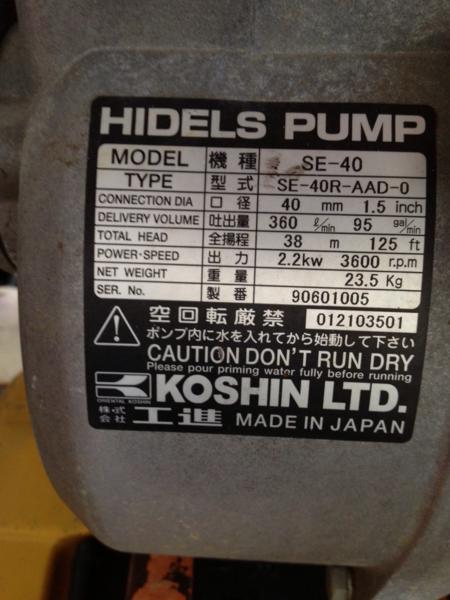 HIDELS PUMP
MODEL 機種 SE-40
TYPE 型式 SE-40R-AAD-0
CONNECTION DIA 口径 40 mm 1.5 inch
DELIVERY VOLUME 吐出量 360 ℓ/min 95 gal/min
TOTAL HEAD 全揚程 38 m 125 ft
POWER·SPEED 出力 2.2kw 3600 r.p.m
NET WEIGHT 重量 23.5 Kg
SER. No. 製番 90601005
空回転厳禁 012103501
ポンプ内に水を入れてから始動して下さい
CAUTION DON'T RUN DRY
Please pour priming water fully before running
KOSHIN LTD.
ORIENTAL KOSHIN
株式会社 工進 MADE IN JAPAN